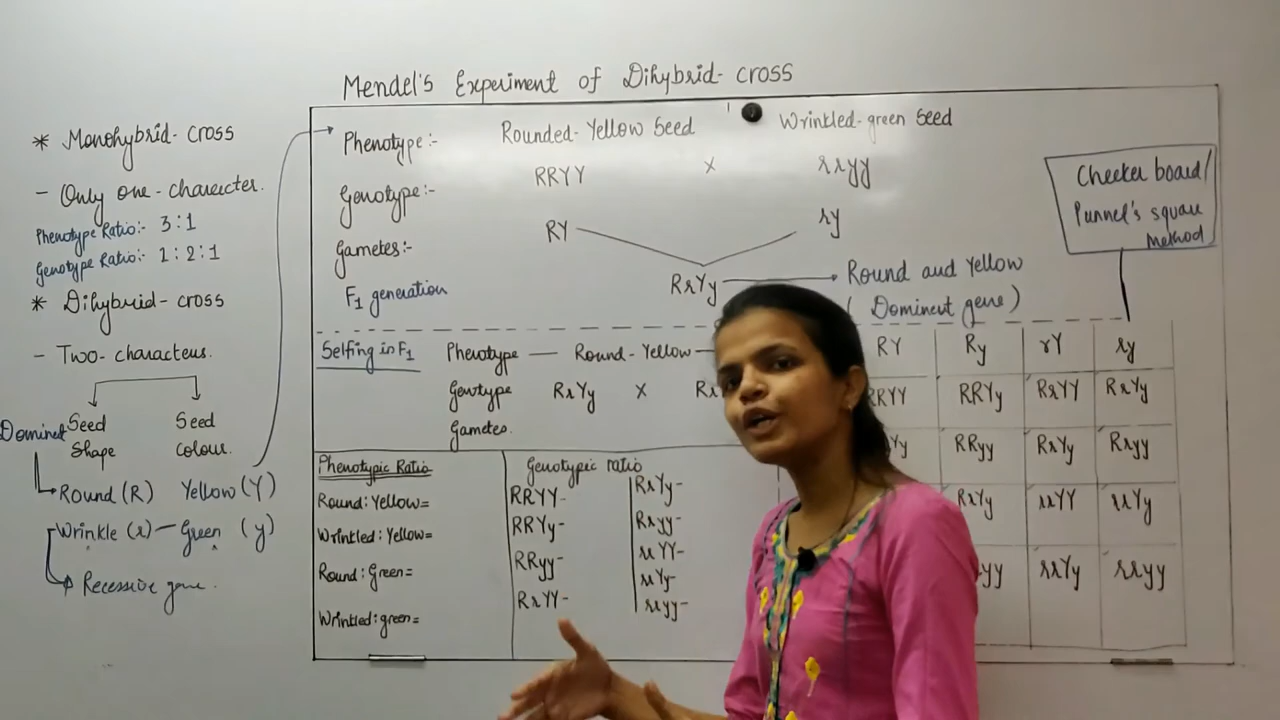 Mendel's Experiment of Dihybrid-cross
* Monohybrid-cross
- Only one-character.
Phenotype Ratio:- 3:1
Genotype Ratio:- 1:2:1
* Dihybrid-cross
- Two-characters.
Seed Shape
Seed colour.
Dominent
Round (R) Yellow (Y)
Wrinkle (r) - Green (y)
Recessive gene.
Phenotype:- Rounded-Yellow Seed Wrinkled-green Seed
Genotype:- RRYY x rryy
Gametes:- RY ry
F1 generation RrYy Round and Yellow
(Dominent gene)
Checker board/
Punnel's square
Method
Selfing in F1 Phenotype - Round-Yellow
Genotype RrYy x
Gametes.
RY Ry rY ry
RRYY RRYy RrYY RrYy
RRyy RrYy Rryy
RrYy rrYY rrYy
rrYy rryy
Phenotypic Ratio
Round:Yellow=
Wrinkled:Yellow=
Round:Green=
Wrinkled:green=
Genotypic ratio
RRYY- RrYy-
RRYy- Rryy-
RRyy- rrYY-
RrYY- rrYy-
rryy-